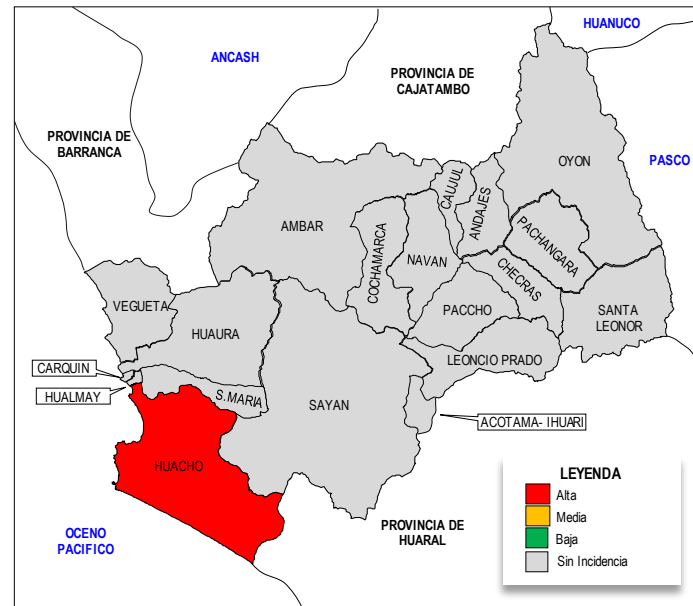 HUANUCO
ANCASH
PROVINCIA DE
CAJATAMBO
PROVINCIA DE
BARRANCA
OYON
PASCO
CAUJUL
ANDAJES
AMBAR
COCHAMARCA
NAVAN
PACHANGARA
CHECRAS
VEGUETA
HUAURA
PACCHO
SANTA
LEONOR
LEONCIO PRADO
CARQUIN
HUALMAY
S.MARIA
SAYAN
ACOTAMA- IHUARI
HUACHO
OCENO
PACIFICO
PROVINCIA DE
HUARAL
LEYENDA
Alta
Media
Baja
Sin Incidencia